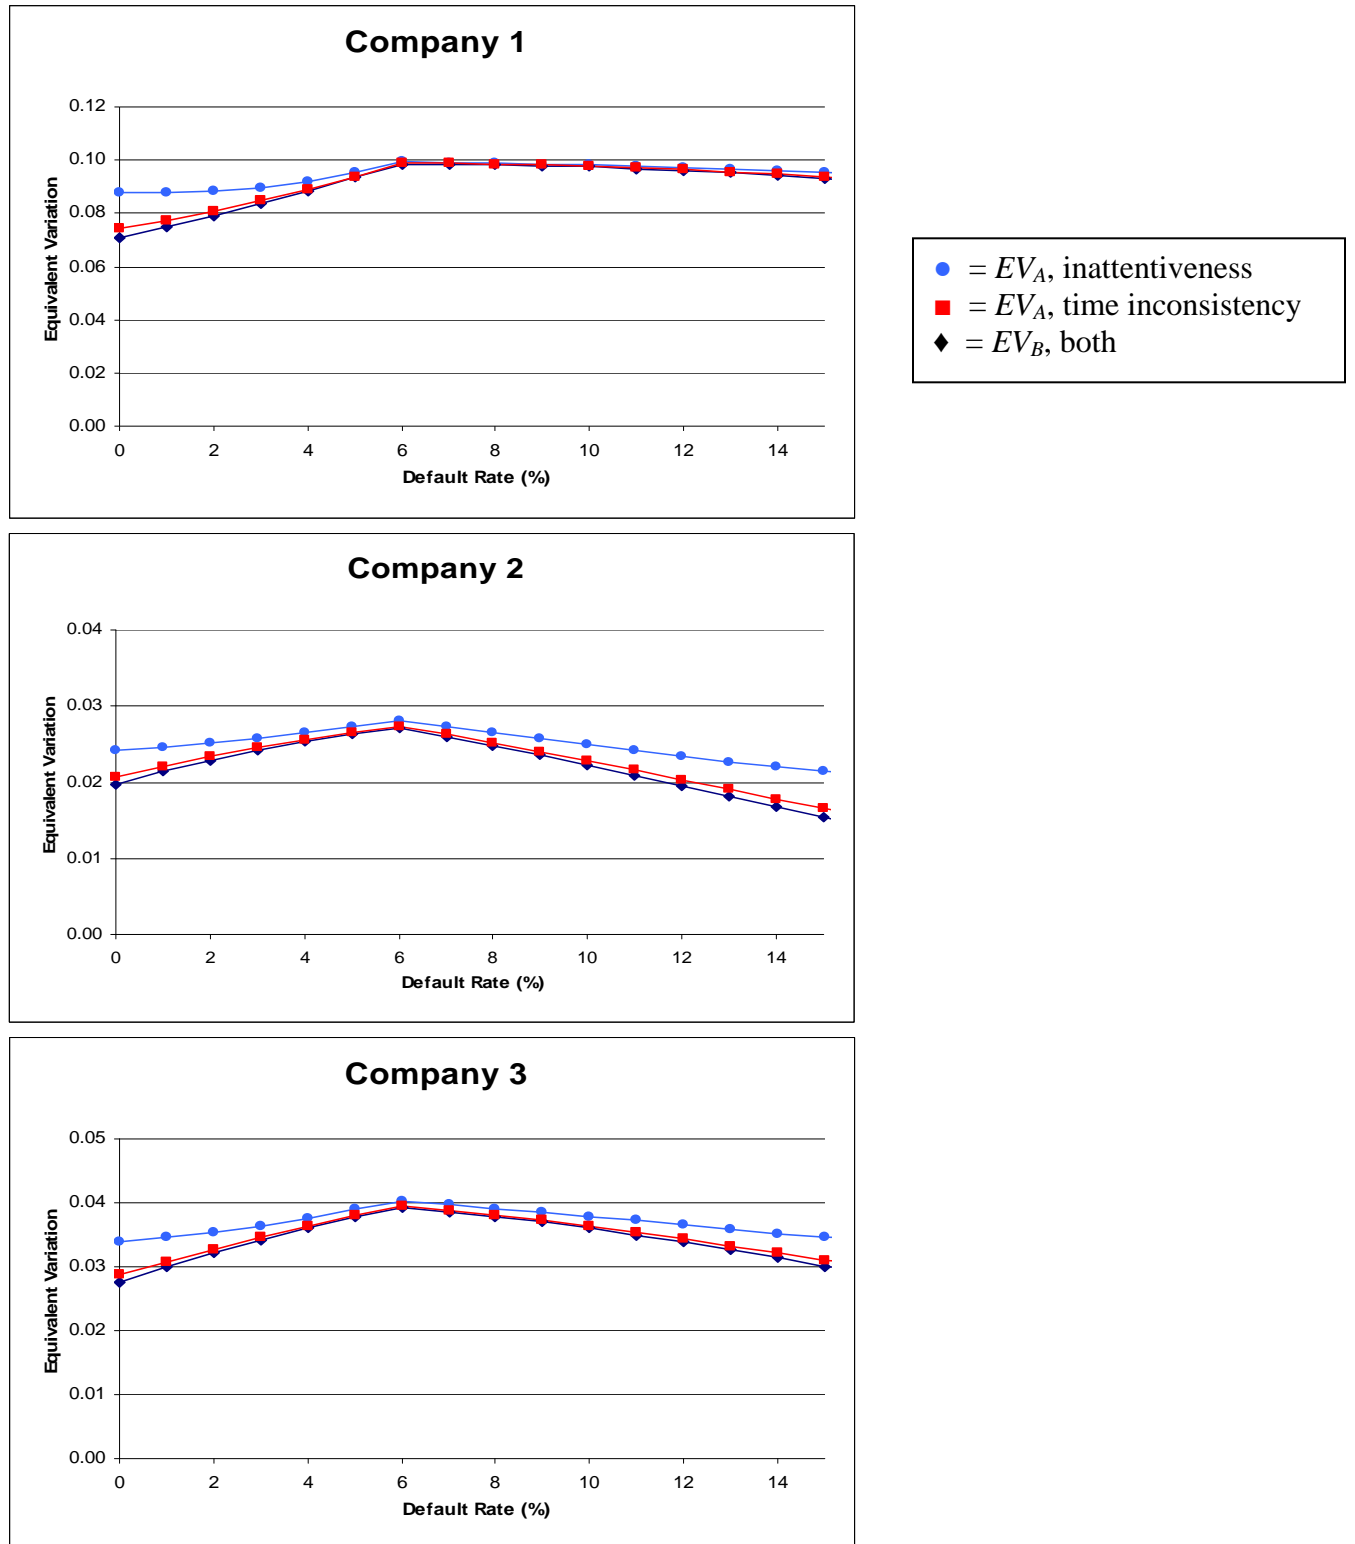 Company 1
0.12
0.10
0.08
0.06
0.04
0.02
0.00
Equivalent Variation
0 2 4 6 8 10 12 14
Default Rate (%)
= EV_A, inattentiveness
= EV_A, time inconsistency
= EV_B, both
Company 2
0.04
0.03
0.02
0.01
0.00
Equivalent Variation
0 2 4 6 8 10 12 14
Default Rate (%)
Company 3
0.05
0.04
0.03
0.02
0.01
0.00
Equivalent Variation
0 2 4 6 8 10 12 14
Default Rate (%)